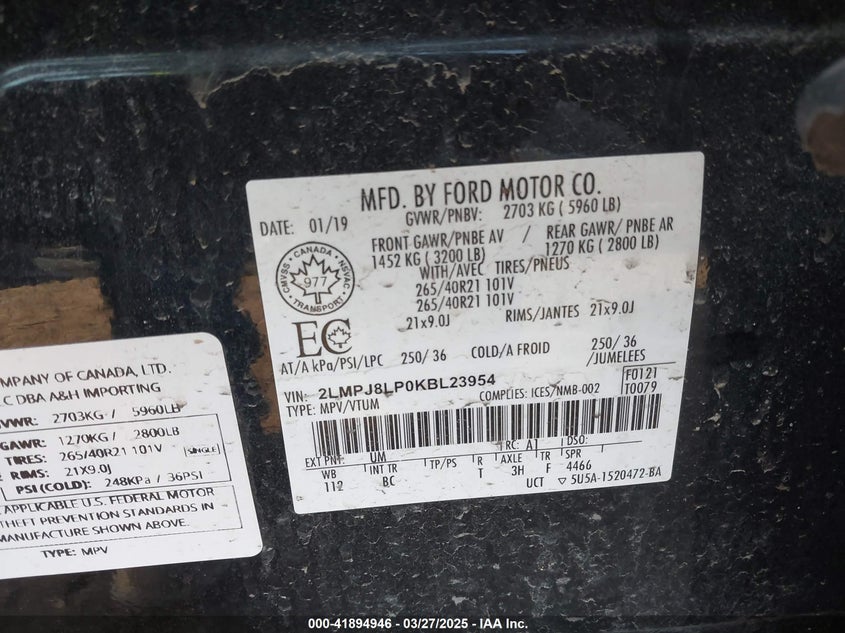 MFD. BY FORD MOTOR CO.
DATE: 01/19
GVWR/PNBV: 2703 KG ( 5960 LB)
FRONT GAWR/PNBE AV / REAR GAWR/ PNBE AR
1452 KG ( 3200 LB) 1270 KG ( 2800 LB)
WITH/AVEC TIRES/PNEUS
265/40R21 101V
265/40R21 101V
21x9.0J RIMS/JANTES 21x9.0J
CANADA
CMVSS NSVAC
977
TRANSPORT
EC
AT/A kPa/PSI/LPC 250/ 36 COLD/A FROID 250/ 36
/JUMELEES
VIN: 2LMPJ8LP0KBL23954
F0121
TYPE: MPV/VTUM COMPLIES: ICES/NMB-002 T0079
EXT PNT: UM RC: A1 DSO:
WB INT TR TP/PS R AXLE TR SPR
112 BC T 3H F 4466
UCT ▽ 5U5A-1520472-BA
OMPANY OF CANADA, LTD.
C DBA A&H IMPORTING
VWR: 2703KG / 5960LB
GAWR: 1270KG / 2800LB
TIRES: 265/40R21 101V SINGLE
RIMS: 21X9.0J
PSI (COLD): 248KPa / 36PSI
APPLICABLE U.S. FEDERAL MOTOR
THEFT PREVENTION STANDARDS IN
MANUFACTURE SHOWN ABOVE.
TYPE: MPV
000-41894946 | 03/27/2025 - IAA Inc.